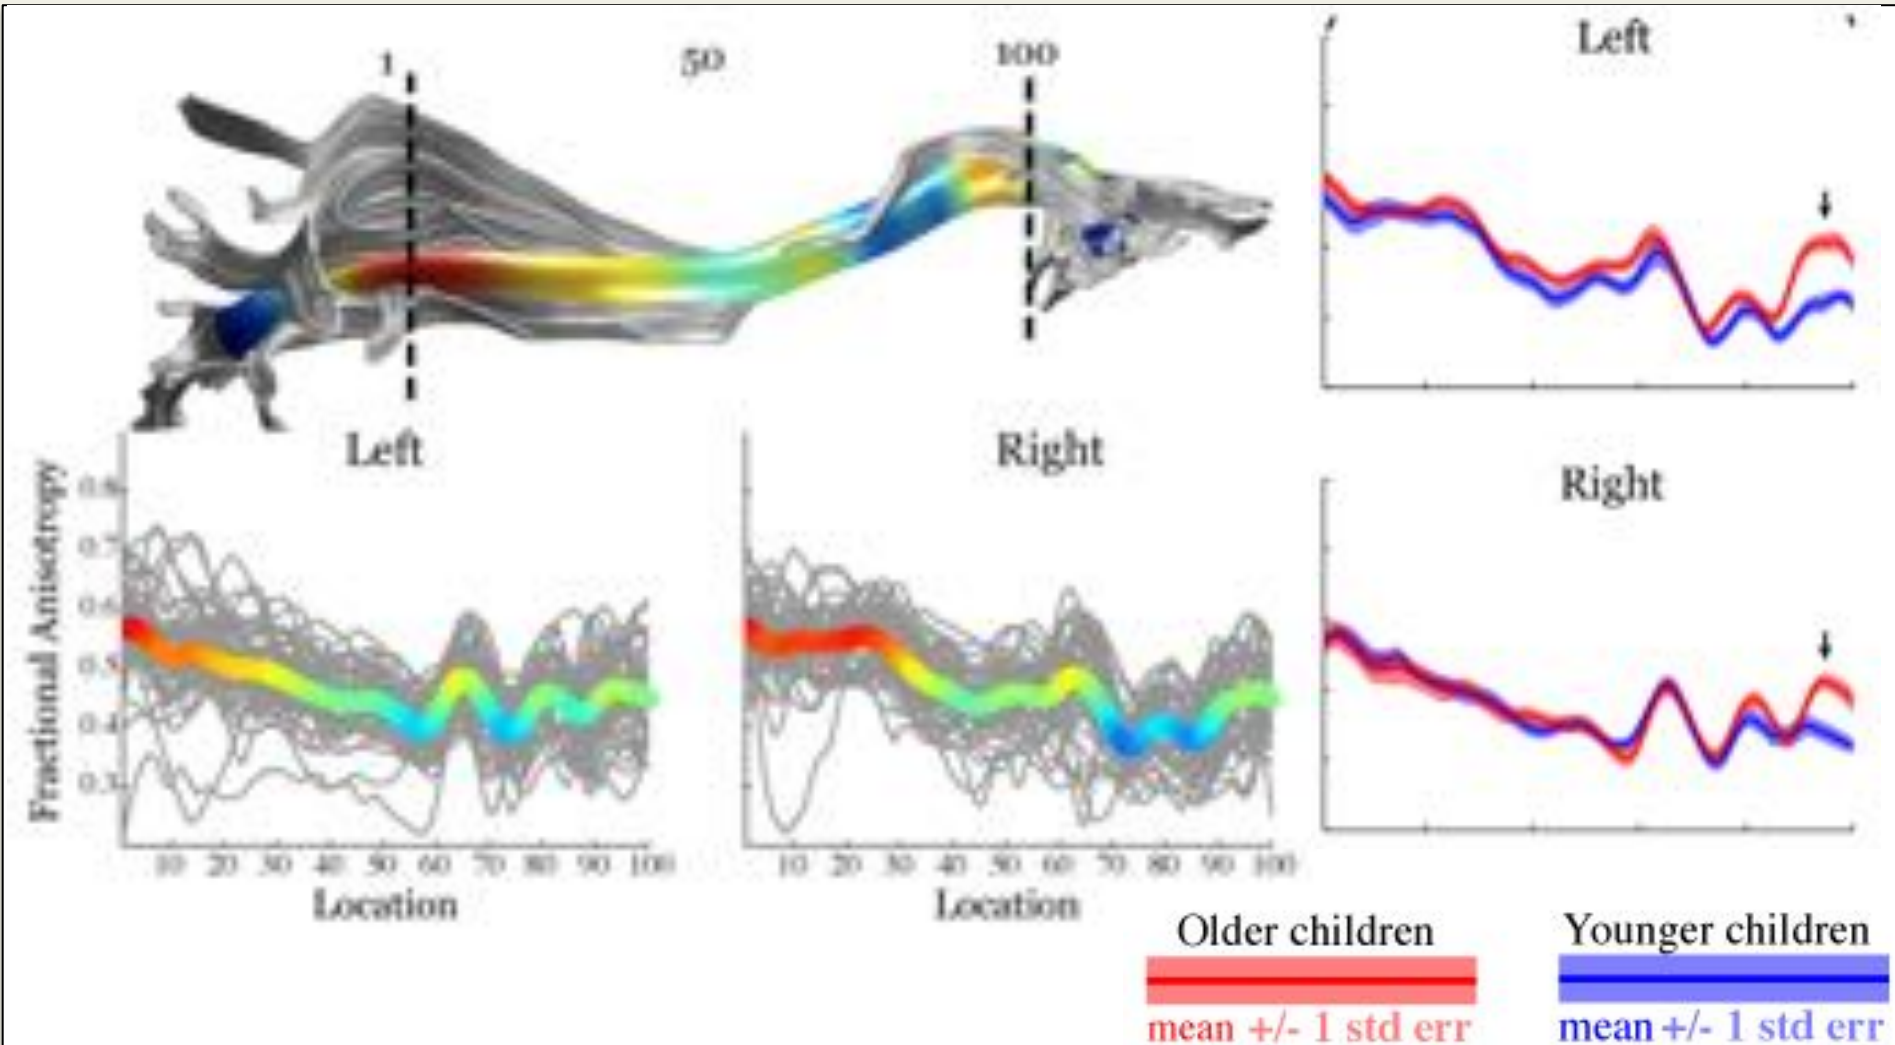 1
50
100
Left
Left
Right
Fractional Anisotropy
0.8
0.7
0.6
0.5
0.4
0.3
10 20 30 40 50 60 70 80 90 100
Location
10 20 30 40 50 60 70 80 90 100
Location
Right
Older children
mean +/- 1 std err
Younger children
mean +/- 1 std err